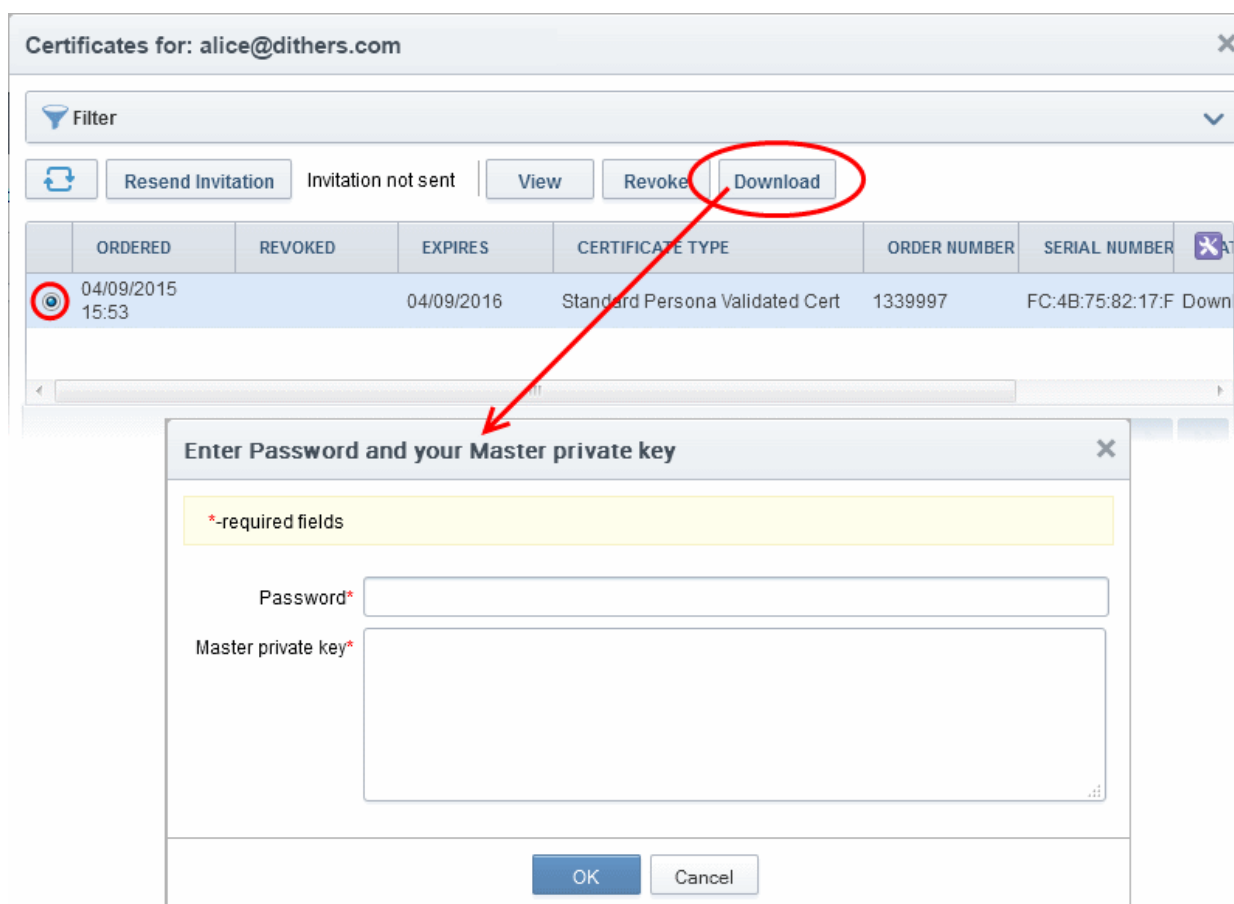 Certificates for: alice@dithers.com
Filter
Resend Invitation Invitation not sent View Revoke Download
ORDERED REVOKED EXPIRES CERTIFICATE TYPE ORDER NUMBER SERIAL NUMBER
04/09/2015
15:53 04/09/2016 Standard Persona Validated Cert 1339997 FC:4B:75:82:17:F Downl
Enter Password and your Master private key
*-required fields
Password*
Master private key*
OK Cancel